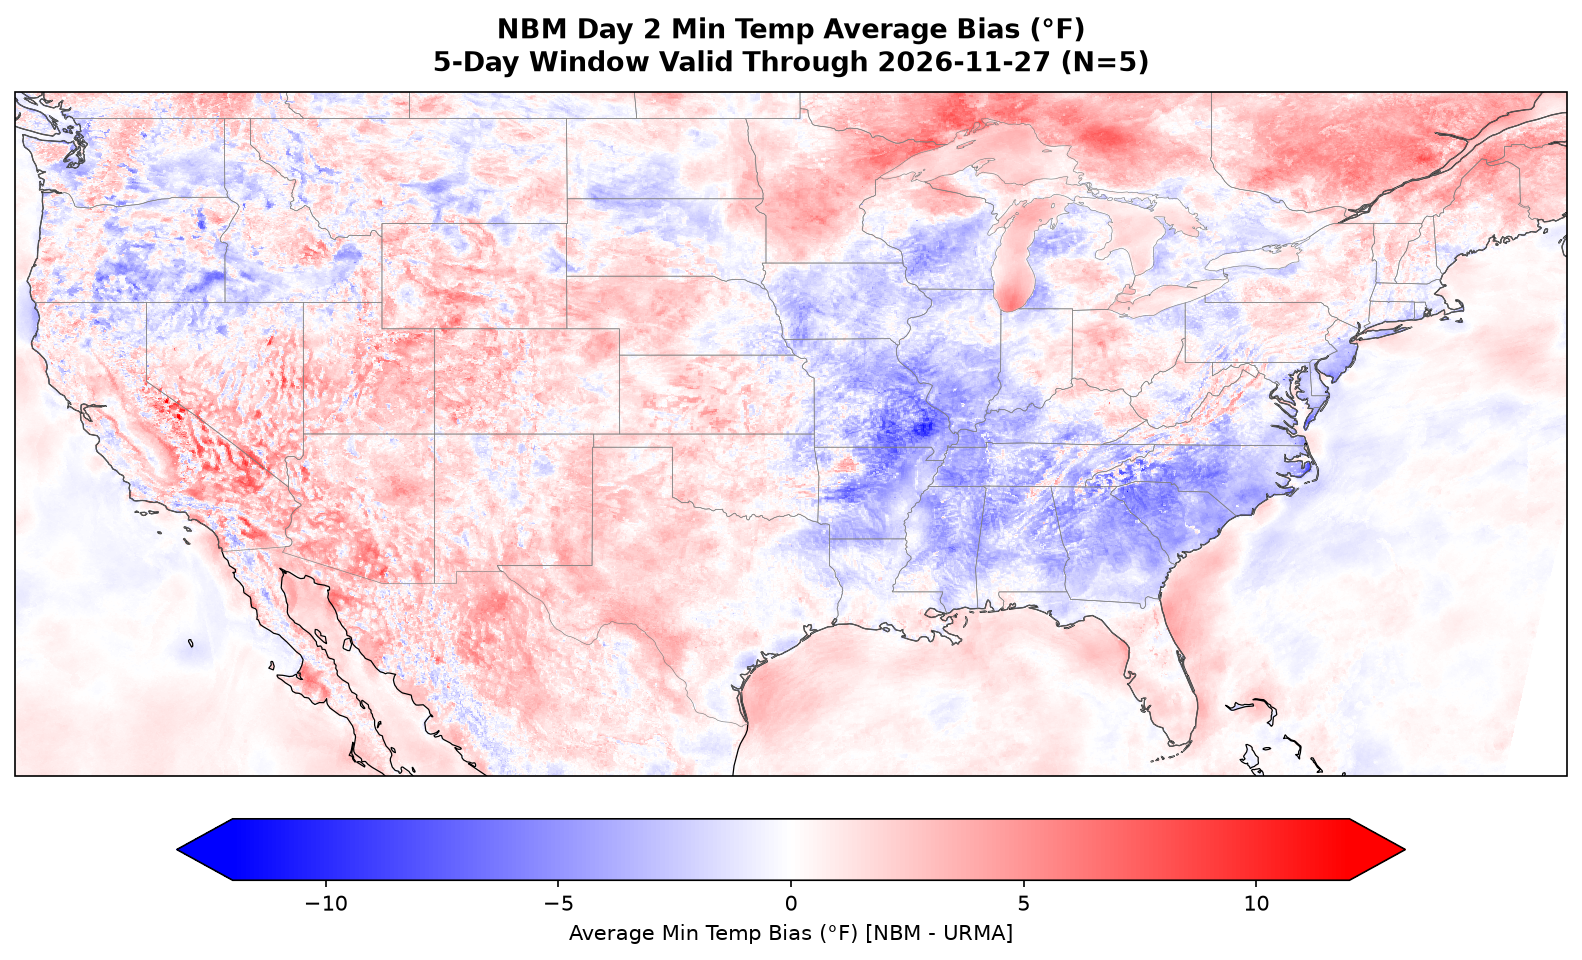 NBM Day 2 Min Temp Average Bias (°F)
5-Day Window Valid Through 2026-11-27 (N=5)
−10 −5 0 5 10
Average Min Temp Bias (°F) [NBM - URMA]